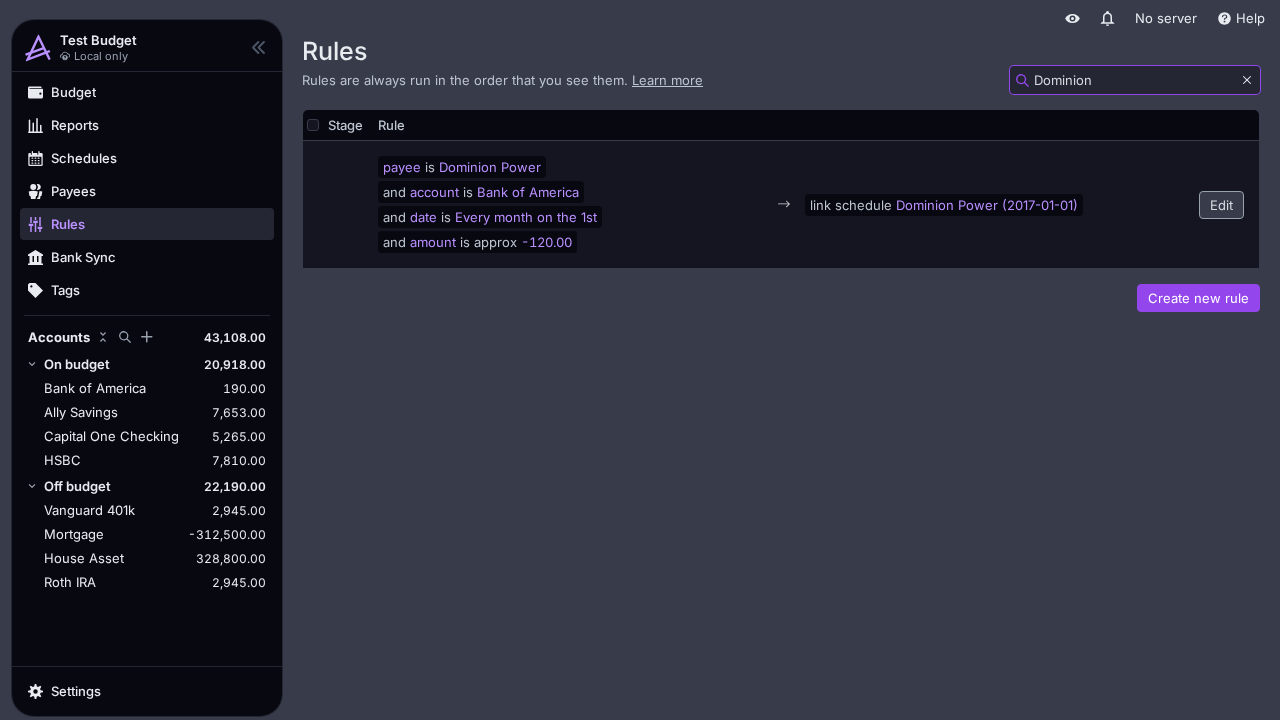 Test Budget
Local only
No server
Help
Budget
Reports
Schedules
Payees
Rules
Bank Sync
Tags
Accounts 43,108.00
On budget 20,918.00
Bank of America 190.00
Ally Savings 7,653.00
Capital One Checking 5,265.00
HSBC 7,810.00
Off budget 22,190.00
Vanguard 401k 2,945.00
Mortgage -312,500.00
House Asset 328,800.00
Roth IRA 2,945.00
Settings
Rules
Rules are always run in the order that you see them. Learn more
Dominion
Stage Rule
payee is Dominion Power
and account is Bank of America
and date is Every month on the 1st
and amount is approx -120.00
→ link schedule Dominion Power (2017-01-01)
Edit
Create new rule